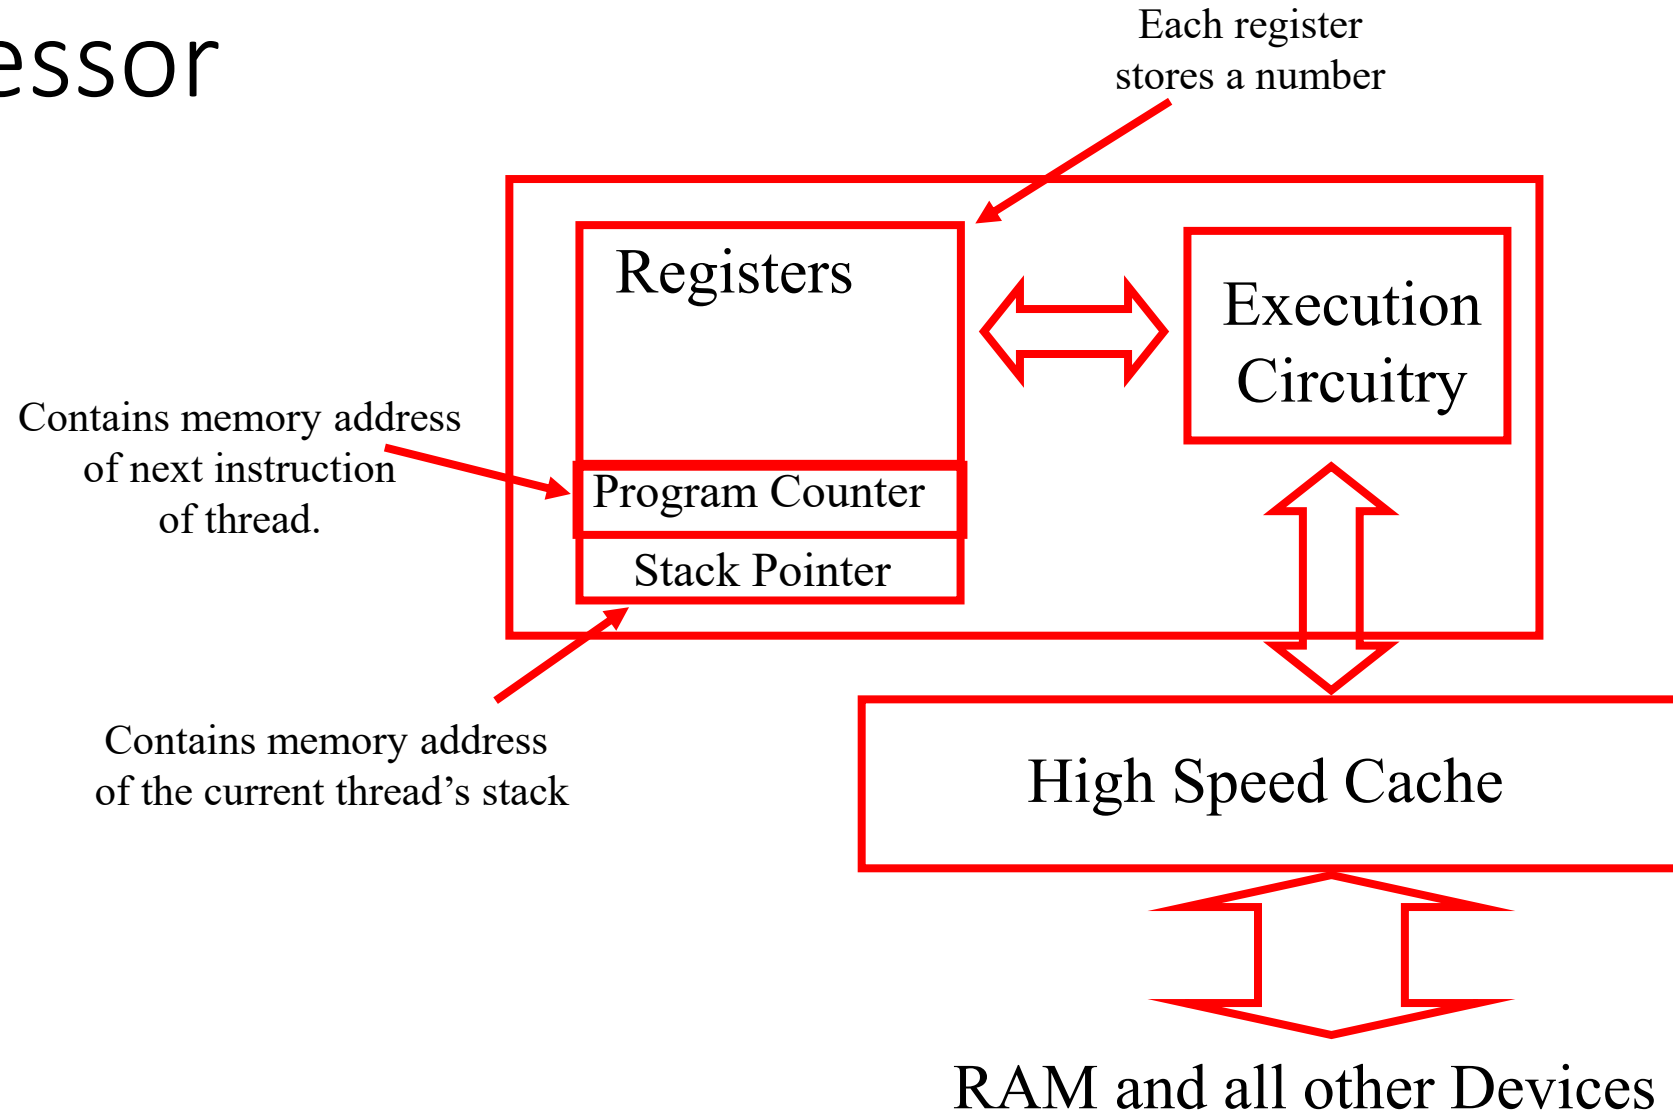 essor
Each register
stores a number
Registers
Execution
Circuitry
Contains memory address
of next instruction
of thread.
Program Counter
Stack Pointer
Contains memory address
of the current thread’s stack
High Speed Cache
RAM and all other Devices